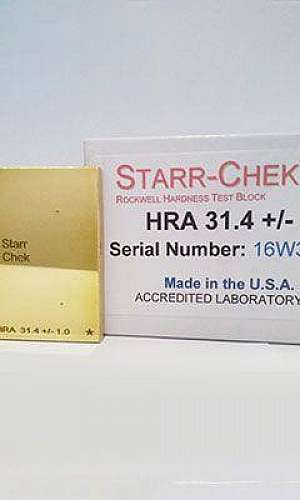 Starr
Chek
HRA 31.4 +/- 1.0 ★
STARR-CHEK
ROCKWELL HARDNESS TEST BLOCK
HRA 31.4 +/-
Serial Number: 16W3
Made in the U.S.A.
ACCREDITED LABORATORY